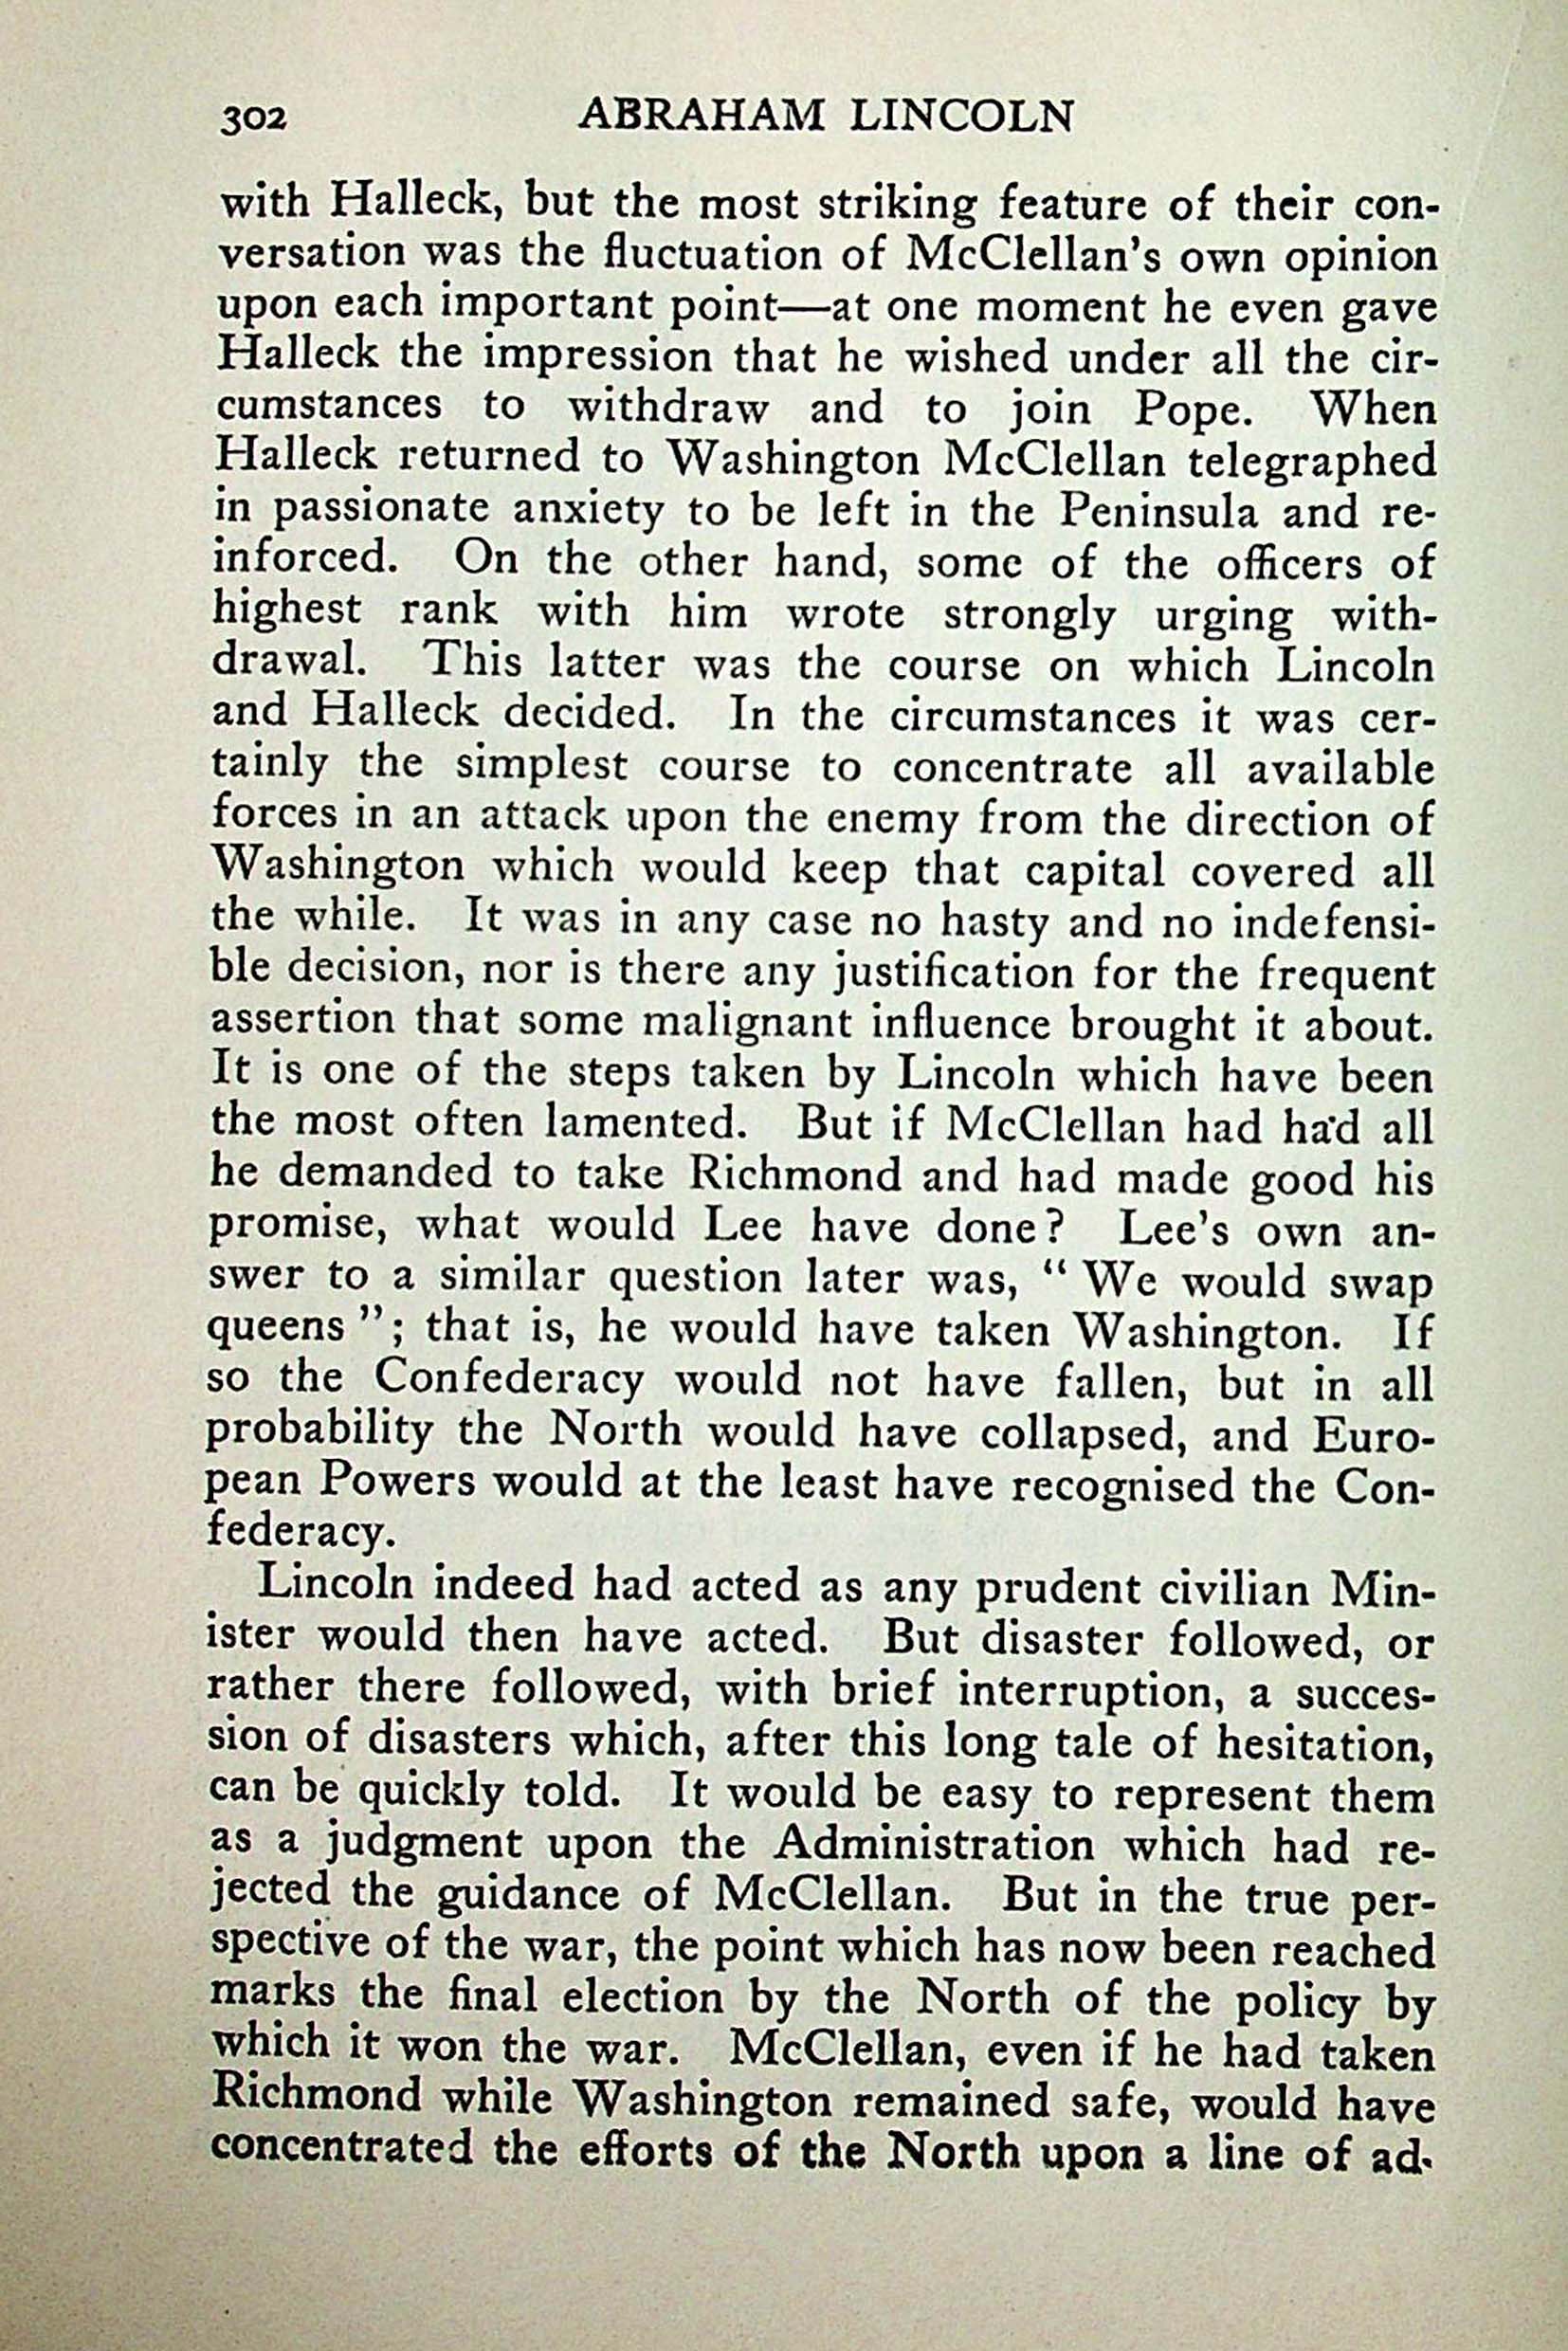 302 ABRAHAM LINCOLN
with Halleck, but the most striking feature of their con-
versation was the fluctuation of McClellan's own opinion
upon each important point—at one moment he even gave
Halleck the impression that he wished under all the cir-
cumstances to withdraw and to join Pope. When
Halleck returned to Washington McClellan telegraphed
in passionate anxiety to be left in the Peninsula and re-
inforced. On the other hand, some of the officers of
highest rank with him wrote strongly urging with-
drawal. This latter was the course on which Lincoln
and Halleck decided. In the circumstances it was cer-
tainly the simplest course to concentrate all available
forces in an attack upon the enemy from the direction of
Washington which would keep that capital covered all
the while. It was in any case no hasty and no indefensi-
ble decision, nor is there any justification for the frequent
assertion that some malignant influence brought it about.
It is one of the steps taken by Lincoln which have been
the most often lamented. But if McClellan had had all
he demanded to take Richmond and had made good his
promise, what would Lee have done? Lee's own an-
swer to a similar question later was, "We would swap
queens"; that is, he would have taken Washington. If
so the Confederacy would not have fallen, but in all
probability the North would have collapsed, and Euro-
pean Powers would at the least have recognised the Con-
federacy.
Lincoln indeed had acted as any prudent civilian Min-
ister would then have acted. But disaster followed, or
rather there followed, with brief interruption, a succes-
sion of disasters which, after this long tale of hesitation,
can be quickly told. It would be easy to represent them
as a judgment upon the Administration which had re-
jected the guidance of McClellan. But in the true per-
spective of the war, the point which has now been reached
marks the final election by the North of the policy by
which it won the war. McClellan, even if he had taken
Richmond while Washington remained safe, would have
concentrated the efforts of the North upon a line of ad-